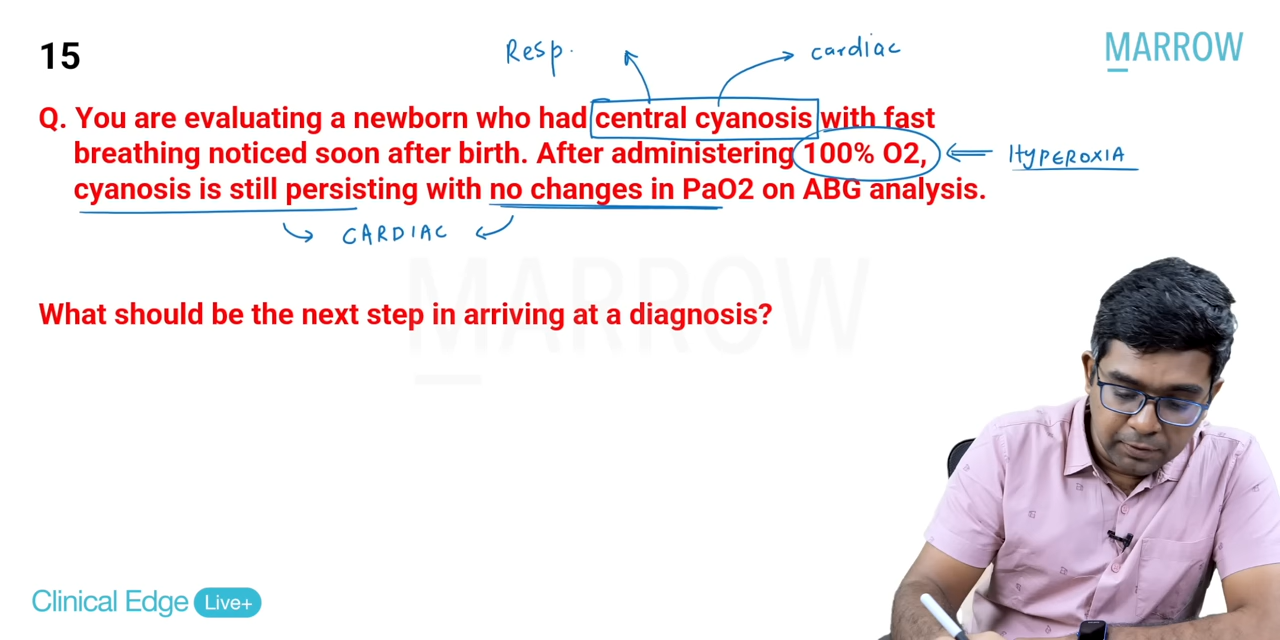 15
Resp.
cardiac
MARROW
Q. You are evaluating a newborn who had central cyanosis with fast
breathing noticed soon after birth. After administering 100% O2,
HYPEROXIA
cyanosis is still persisting with no changes in PaO2 on ABG analysis.
CARDIAC
MARROW
What should be the next step in arriving at a diagnosis?
Clinical Edge Live+